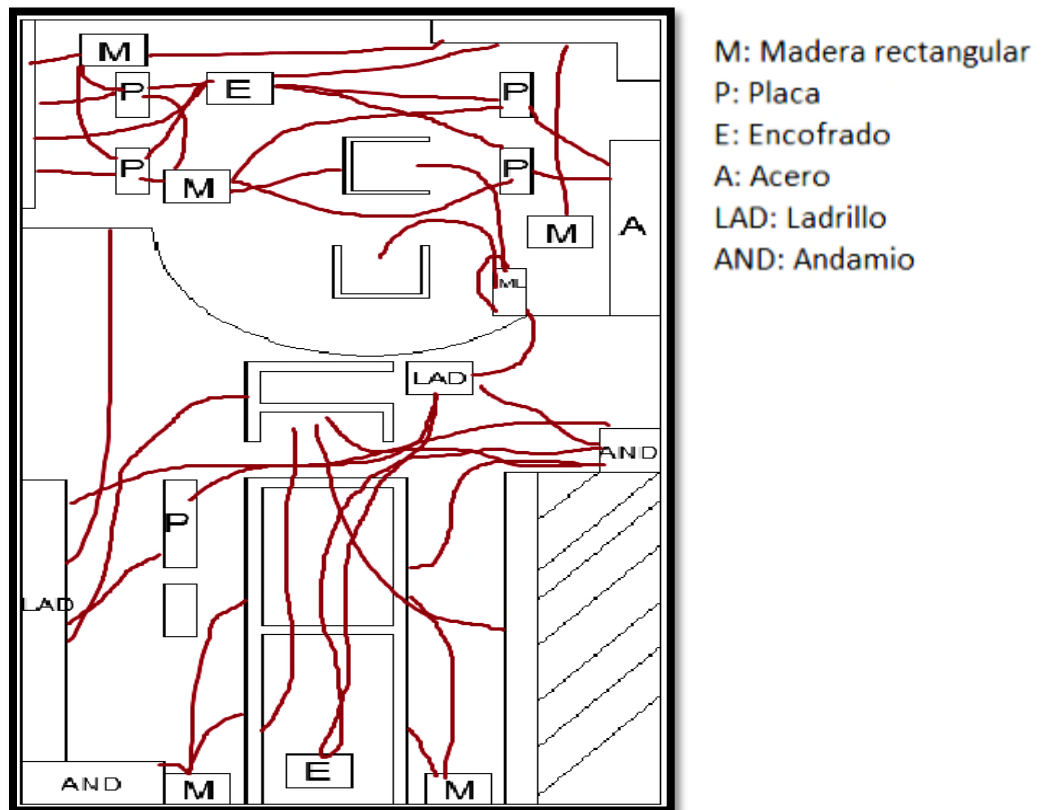 M
P
E
P
P
M
P
M
A
ML
LAD
AND
P
LAD
AND
M
E
M
M: Madera rectangular
P: Placa
E: Encofrado
A: Acero
LAD: Ladrillo
AND: Andamio